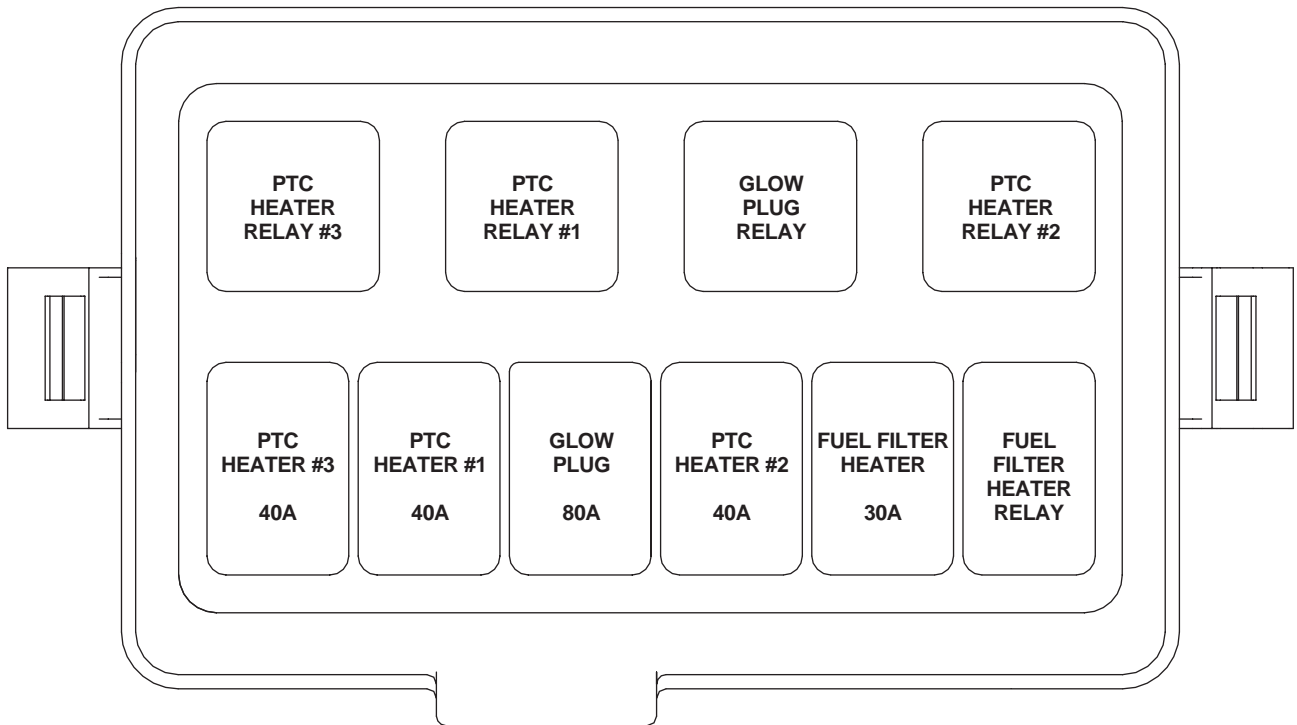 PTC
HEATER
RELAY #3
PTC
HEATER
RELAY #1
GLOW
PLUG
RELAY
PTC
HEATER
RELAY #2
PTC
HEATER #3
40A
PTC
HEATER #1
40A
GLOW
PLUG
80A
PTC
HEATER #2
40A
FUEL FILTER
HEATER
30A
FUEL
FILTER
HEATER
RELAY